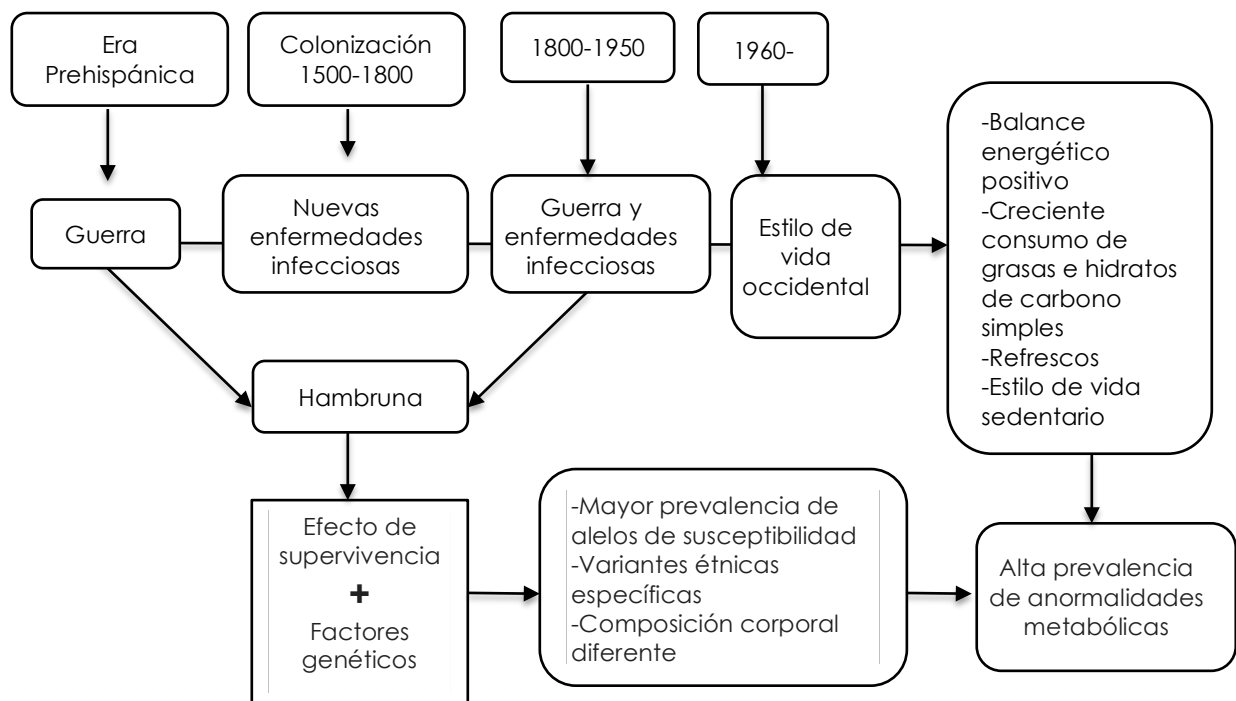 Era
Prehispánica
Colonización
1500-1800
1800-1950
1960-
Guerra
Nuevas
enfermedades
infecciosas
Guerra y
enfermedades
infecciosas
Estilo de
vida
occidental
-Balance
energético
positivo
-Creciente
consumo de
grasas e hidratos
de carbono
simples
-Refrescos
-Estilo de vida
sedentario
Hambruna
Efecto de
supervivencia
+
Factores
genéticos
-Mayor prevalencia de
alelos de susceptibilidad
-Variantes étnicas
específicas
-Composición corporal
diferente
Alta prevalencia
de anormalidades
metabólicas